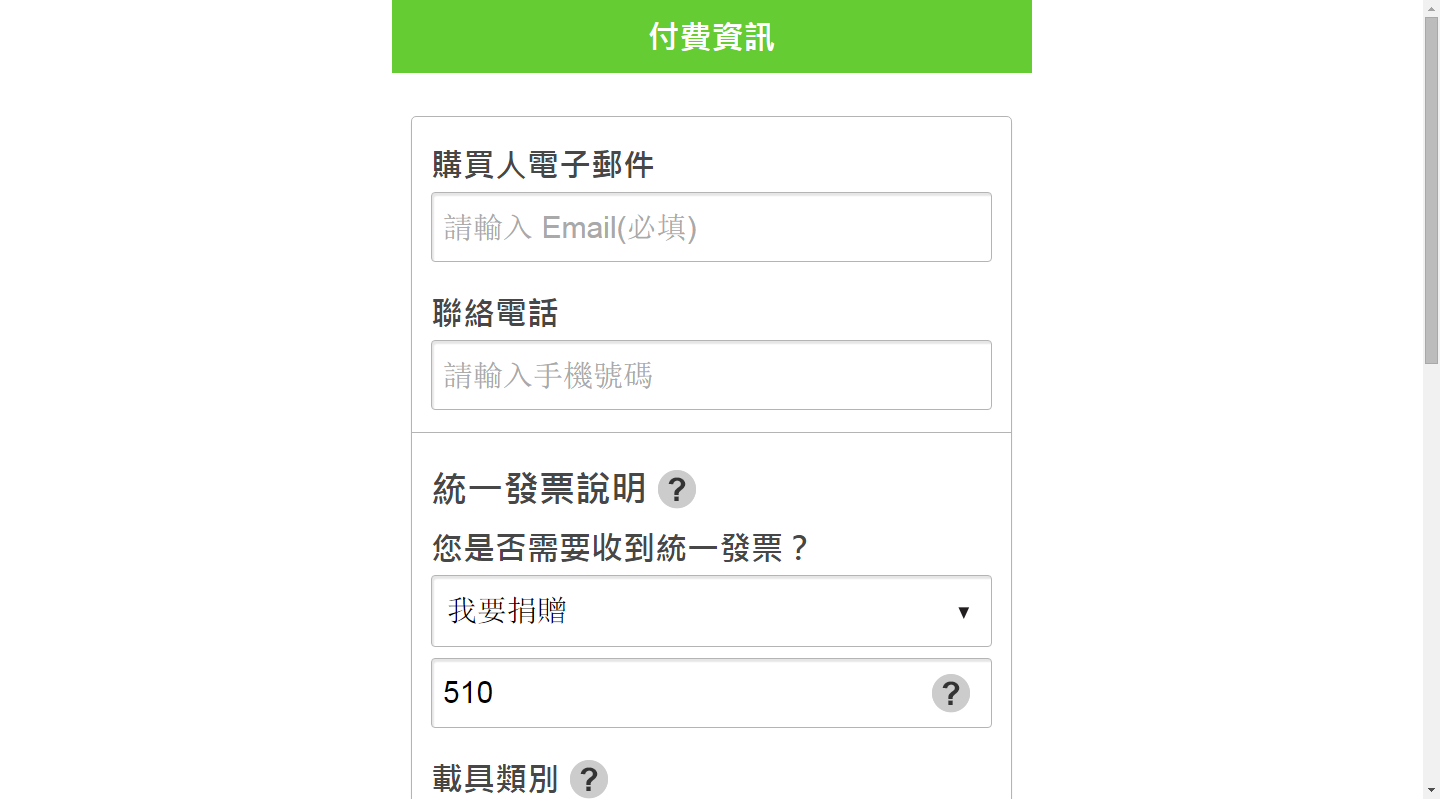 付費資訊
購買人電子郵件
請輸入 Email(必填)
聯絡電話
請輸入手機號碼
統一發票說明 ?
您是否需要收到統一發票？
我要捐贈 ▼
510 ?
載具類別 ?